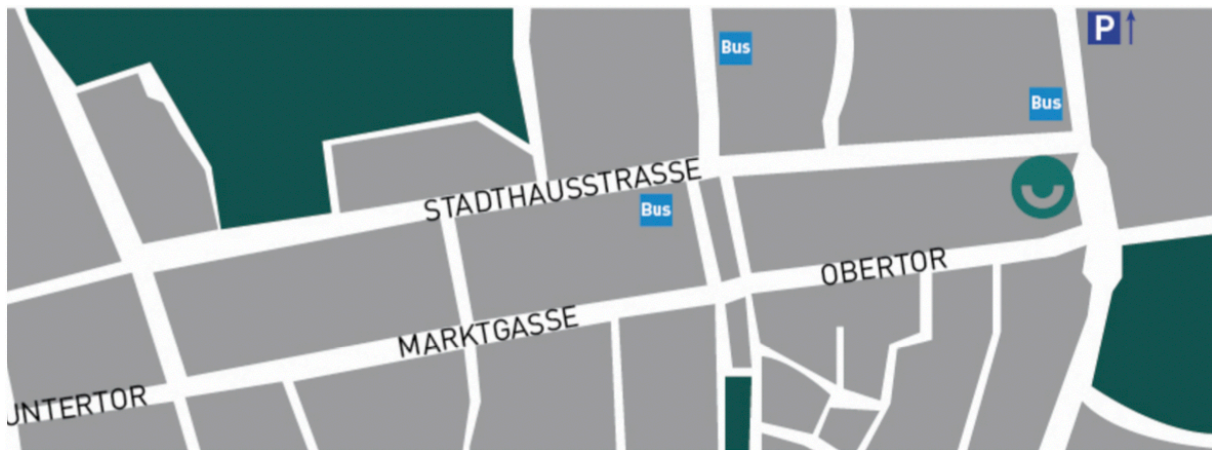 P
Bus
Bus
STADTHAUSSTRASSE
Bus
OBERTOR
MARKTGASSE
UNTERTOR